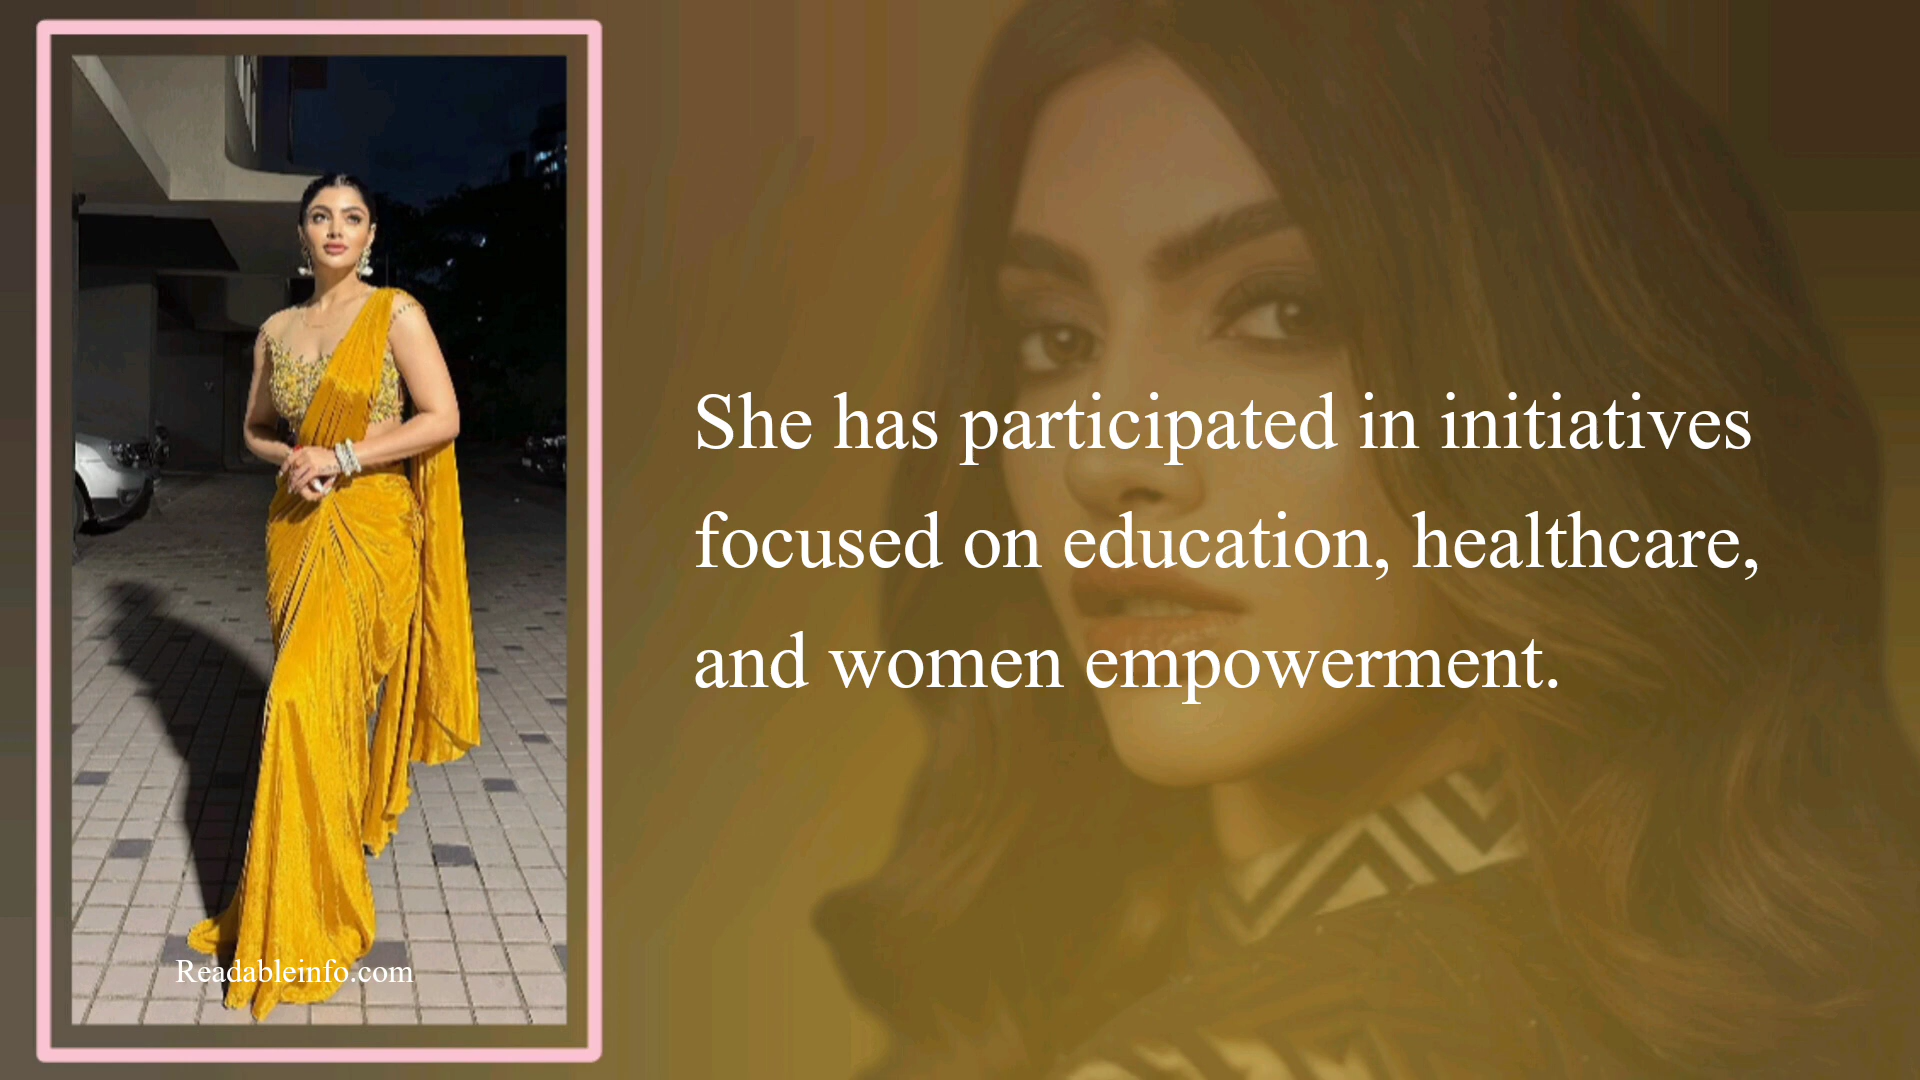 She has participated in initiatives
focused on education, healthcare,
and women empowerment.
Readableinfo.com